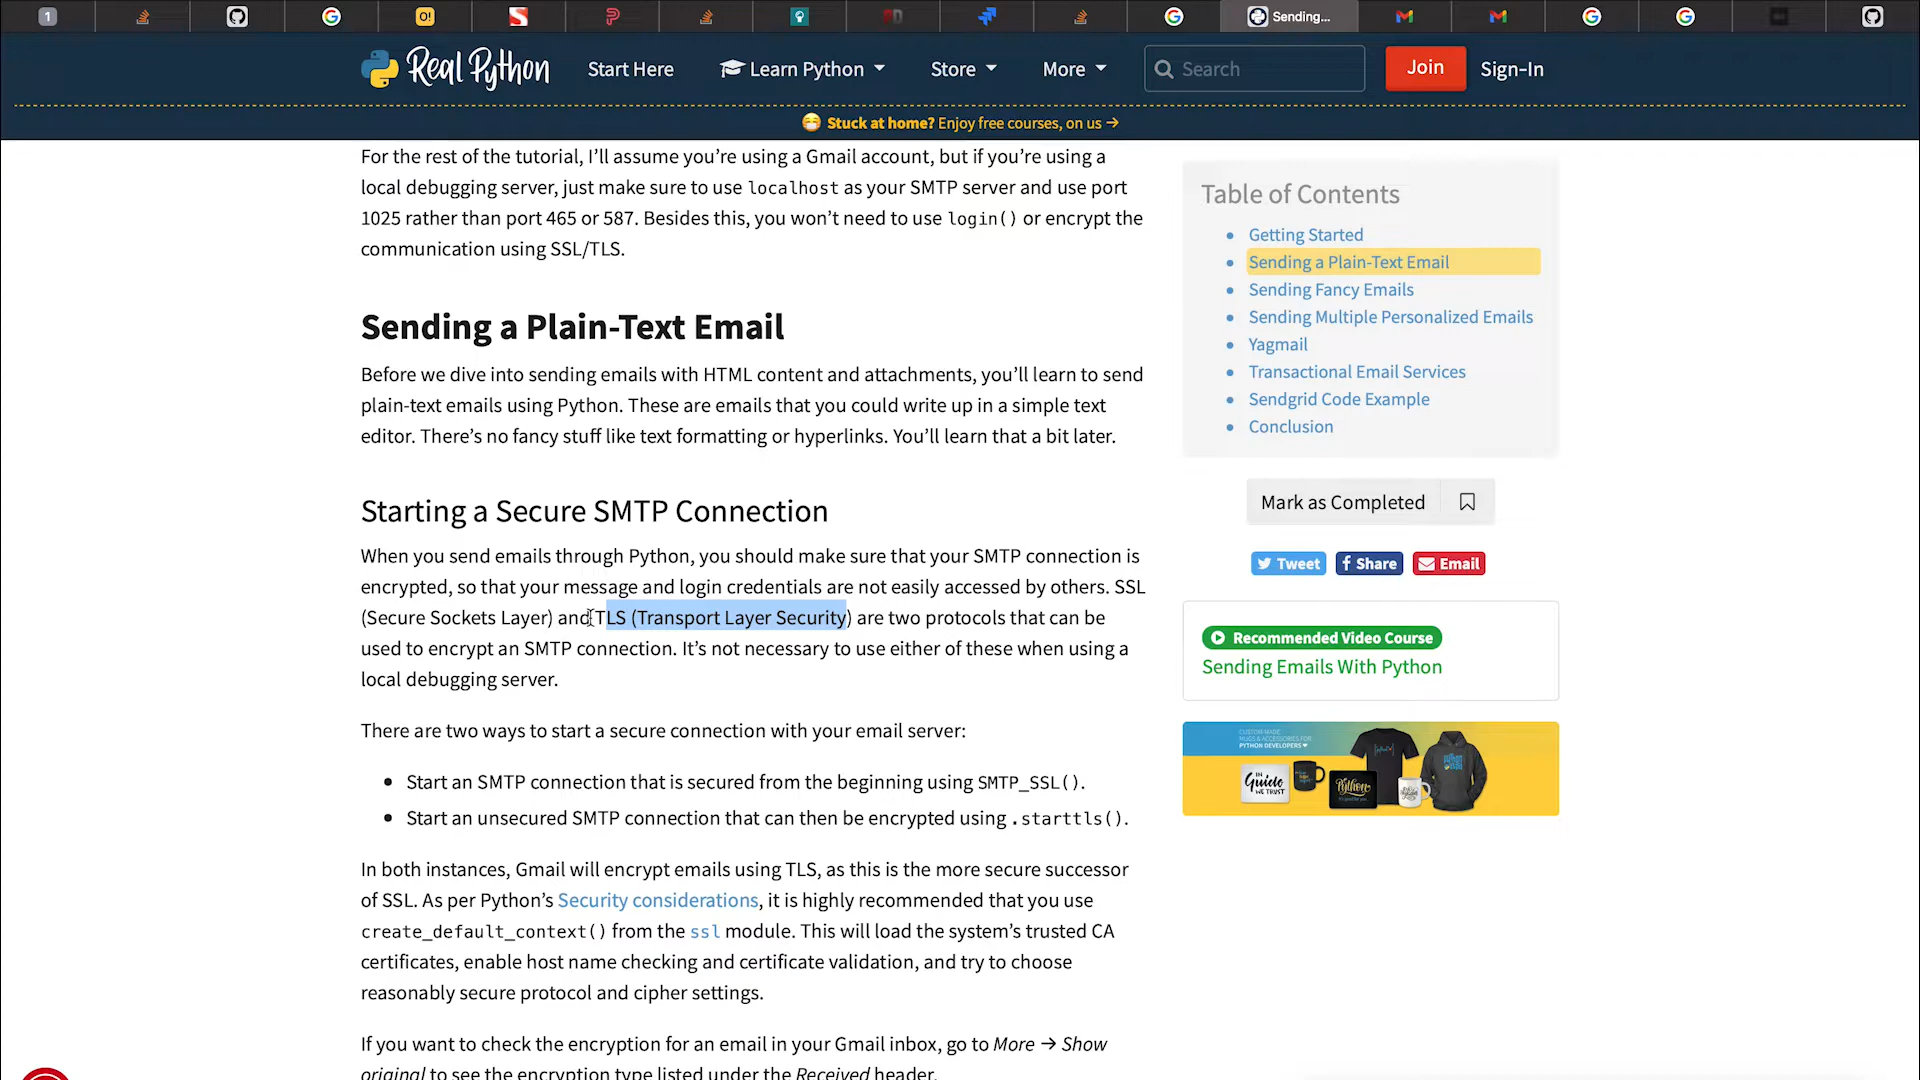 1
Sending...
Real Python
Start Here
Learn Python
Store
More
Search
Join
Sign-In
Stuck at home? Enjoy free courses, on us →
For the rest of the tutorial, I’ll assume you’re using a Gmail account, but if you’re using a
local debugging server, just make sure to use localhost as your SMTP server and use port
1025 rather than port 465 or 587. Besides this, you won’t need to use login() or encrypt the
communication using SSL/TLS.
Sending a Plain-Text Email
Before we dive into sending emails with HTML content and attachments, you’ll learn to send
plain-text emails using Python. These are emails that you could write up in a simple text
editor. There’s no fancy stuff like text formatting or hyperlinks. You’ll learn that a bit later.
Starting a Secure SMTP Connection
When you send emails through Python, you should make sure that your SMTP connection is
encrypted, so that your message and login credentials are not easily accessed by others. SSL
(Secure Sockets Layer) and TLS (Transport Layer Security) are two protocols that can be
used to encrypt an SMTP connection. It’s not necessary to use either of these when using a
local debugging server.
There are two ways to start a secure connection with your email server:
• Start an SMTP connection that is secured from the beginning using SMTP_SSL().
• Start an unsecured SMTP connection that can then be encrypted using .starttls().
In both instances, Gmail will encrypt emails using TLS, as this is the more secure successor
of SSL. As per Python’s Security considerations, it is highly recommended that you use
create_default_context() from the ssl module. This will load the system’s trusted CA
certificates, enable host name checking and certificate validation, and try to choose
reasonably secure protocol and cipher settings.
If you want to check the encryption for an email in your Gmail inbox, go to More → Show
original to see the encryption type listed under the Received header.
Table of Contents
• Getting Started
• Sending a Plain-Text Email
• Sending Fancy Emails
• Sending Multiple Personalized Emails
• Yagmail
• Transactional Email Services
• Sendgrid Code Example
• Conclusion
Mark as Completed
Tweet
Share
Email
Recommended Video Course
Sending Emails With Python
CUSTOM-MADE
MUGS & ACCESSORIES FOR
PYTHON DEVELOPERS
IN
Guido
WE TRUST
Python